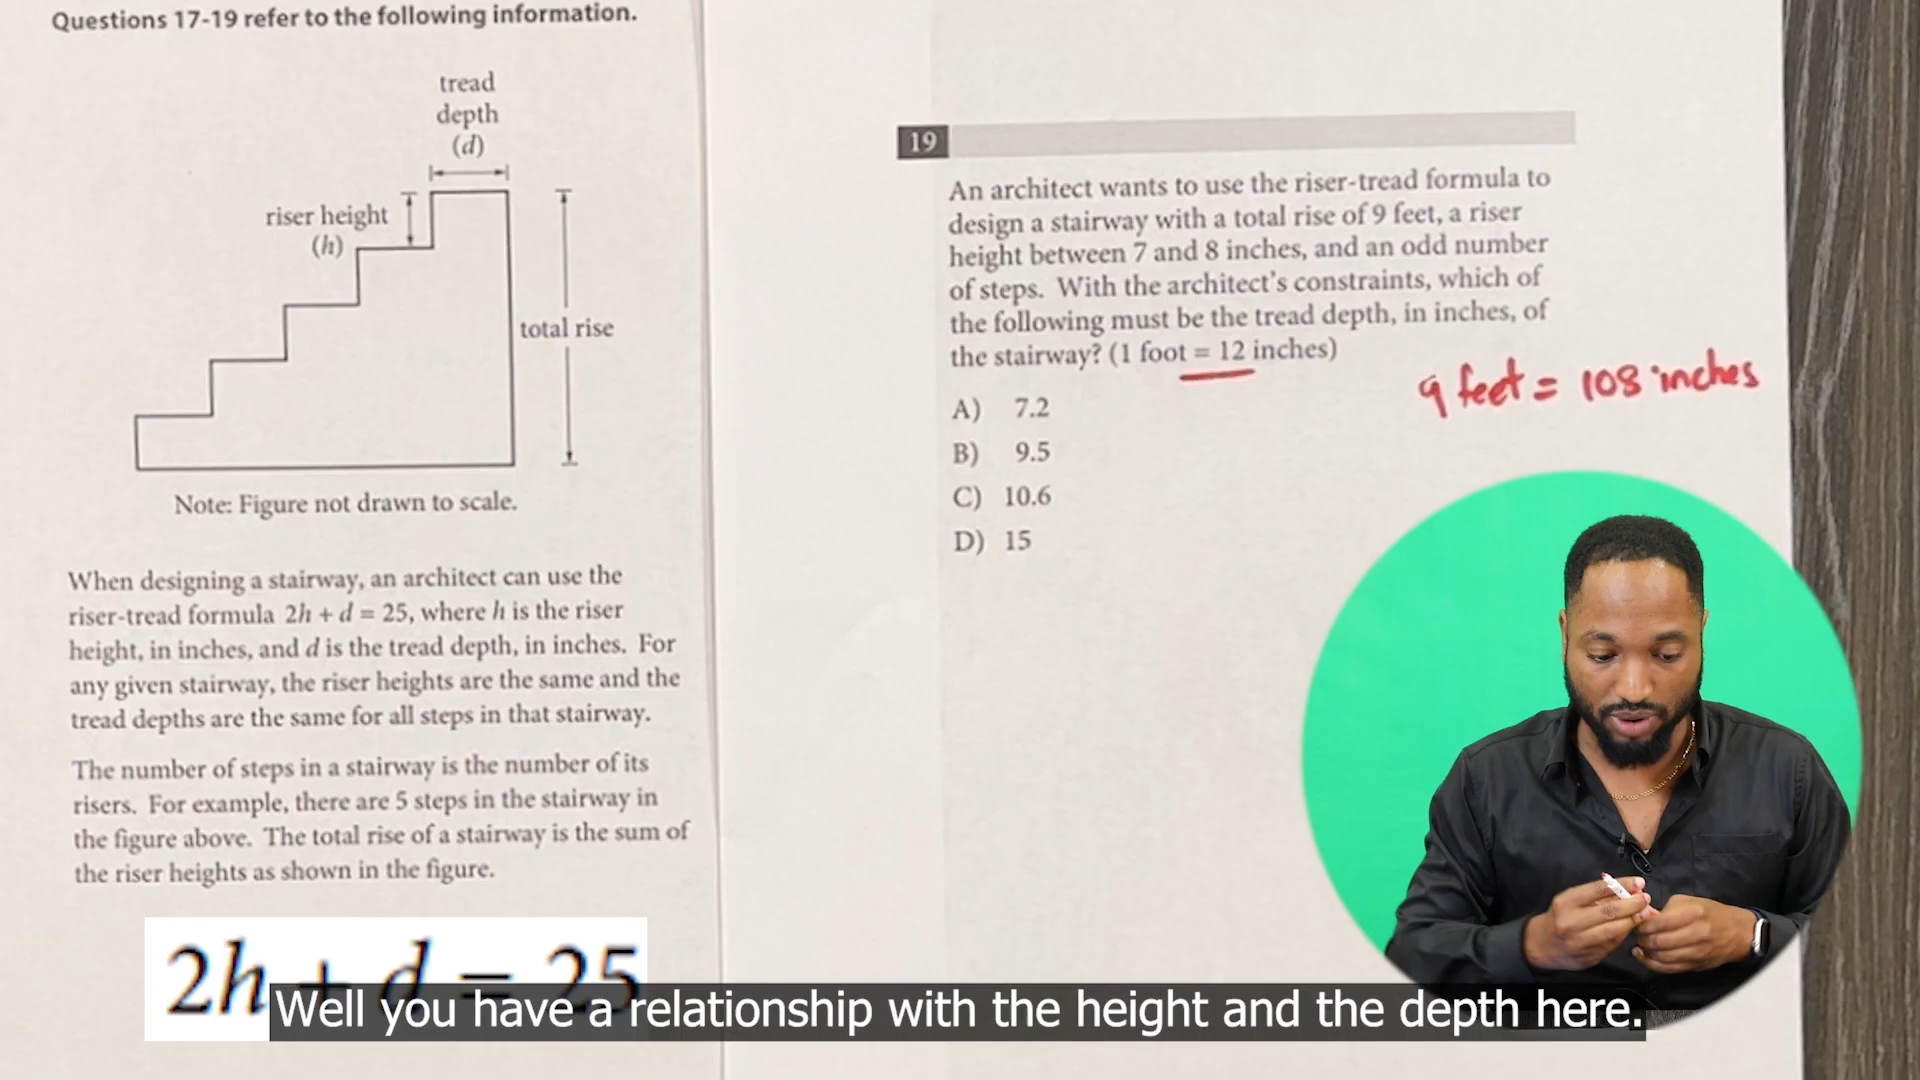 Questions 17-19 refer to the following information.
tread
depth
(d)
riser height
(h)
total rise
Note: Figure not drawn to scale.
When designing a stairway, an architect can use the
riser-tread formula 2h + d = 25, where h is the riser
height, in inches, and d is the tread depth, in inches. For
any given stairway, the riser heights are the same and the
tread depths are the same for all steps in that stairway.
The number of steps in a stairway is the number of its
risers. For example, there are 5 steps in the stairway in
the figure above. The total rise of a stairway is the sum of
the riser heights as shown in the figure.
2h + d = 25
19
An architect wants to use the riser-tread formula to
design a stairway with a total rise of 9 feet, a riser
height between 7 and 8 inches, and an odd number
of steps. With the architect's constraints, which of
the following must be the tread depth, in inches, of
the stairway? (1 foot = 12 inches)
9 feet = 108 inches
A) 7.2
B) 9.5
C) 10.6
D) 15
Well you have a relationship with the height and the depth here.